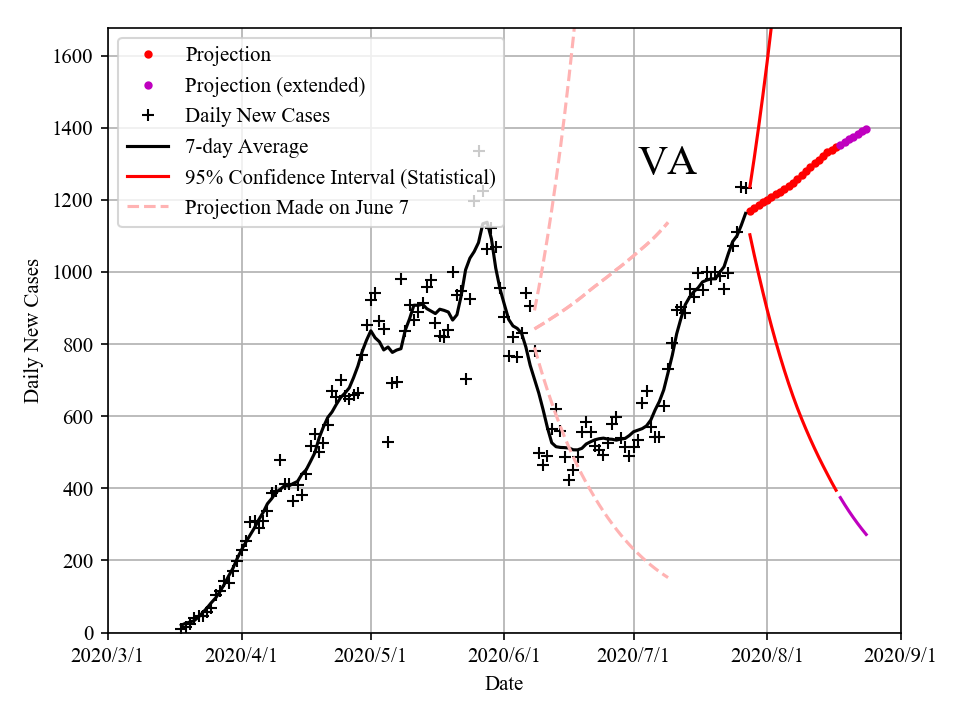 1600
1400
1200
1000
800
600
400
200
0
Daily New Cases
Projection
Projection (extended)
Daily New Cases
7-day Average
95% Confidence Interval (Statistical)
Projection Made on June 7
VA
2020/3/1 2020/4/1 2020/5/1 2020/6/1 2020/7/1 2020/8/1 2020/9/1
Date